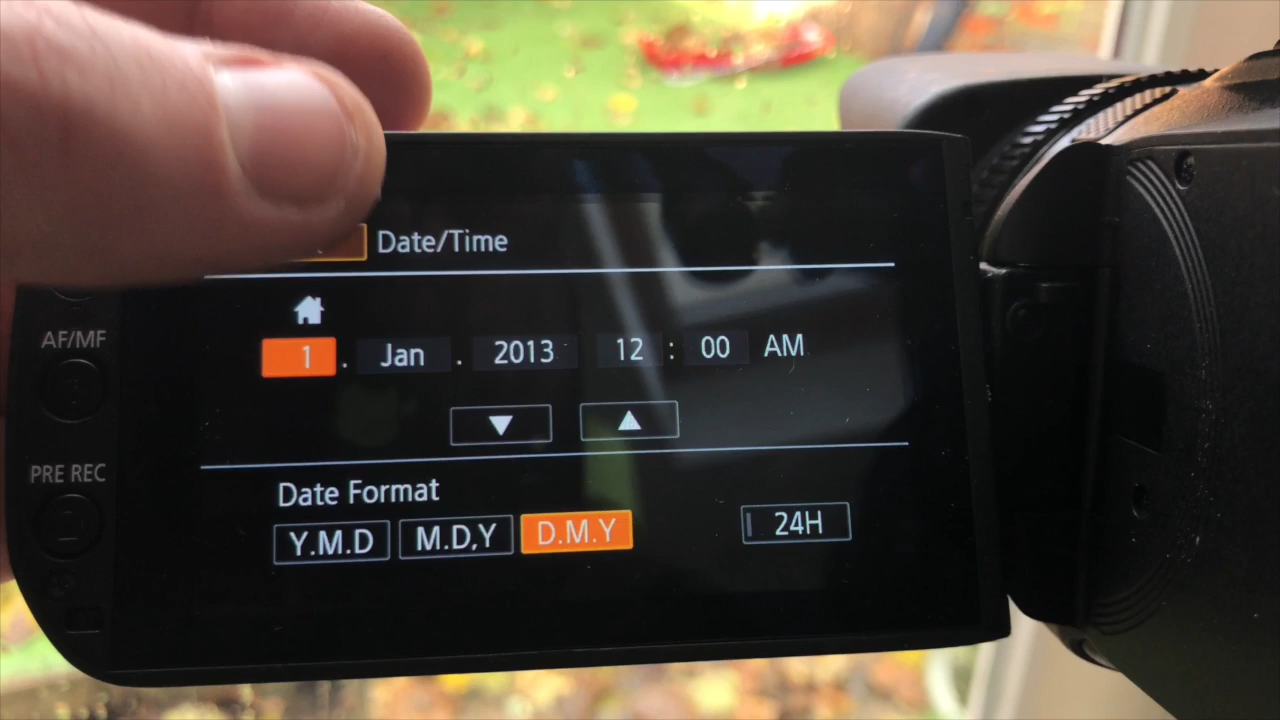 Date/Time
AF/MF
1 . Jan . 2013 12 : 00 AM
PRE REC
Date Format
Y.M.D M.D,Y D.M.Y 24H